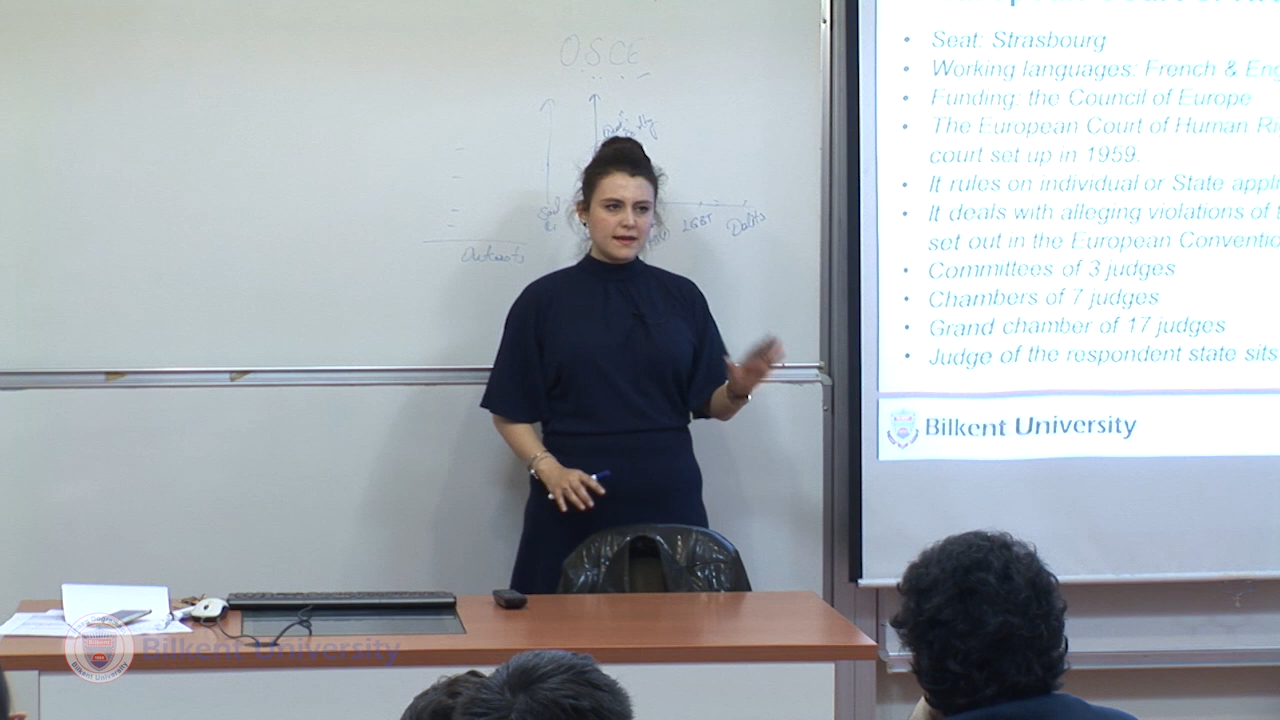 OSCE
LGBT
Dalits
Outcasts
Seat: Strasbourg
Working languages: French & Eng
Funding: the Council of Europe
The European Court of Human Ri
court set up in 1959.
It rules on individual or State appli
It deals with alleging violations of
set out in the European Conventio
Committees of 3 judges
Chambers of 7 judges
Grand chamber of 17 judges
Judge of the respondent state sits
Bilkent University
Bilkent University